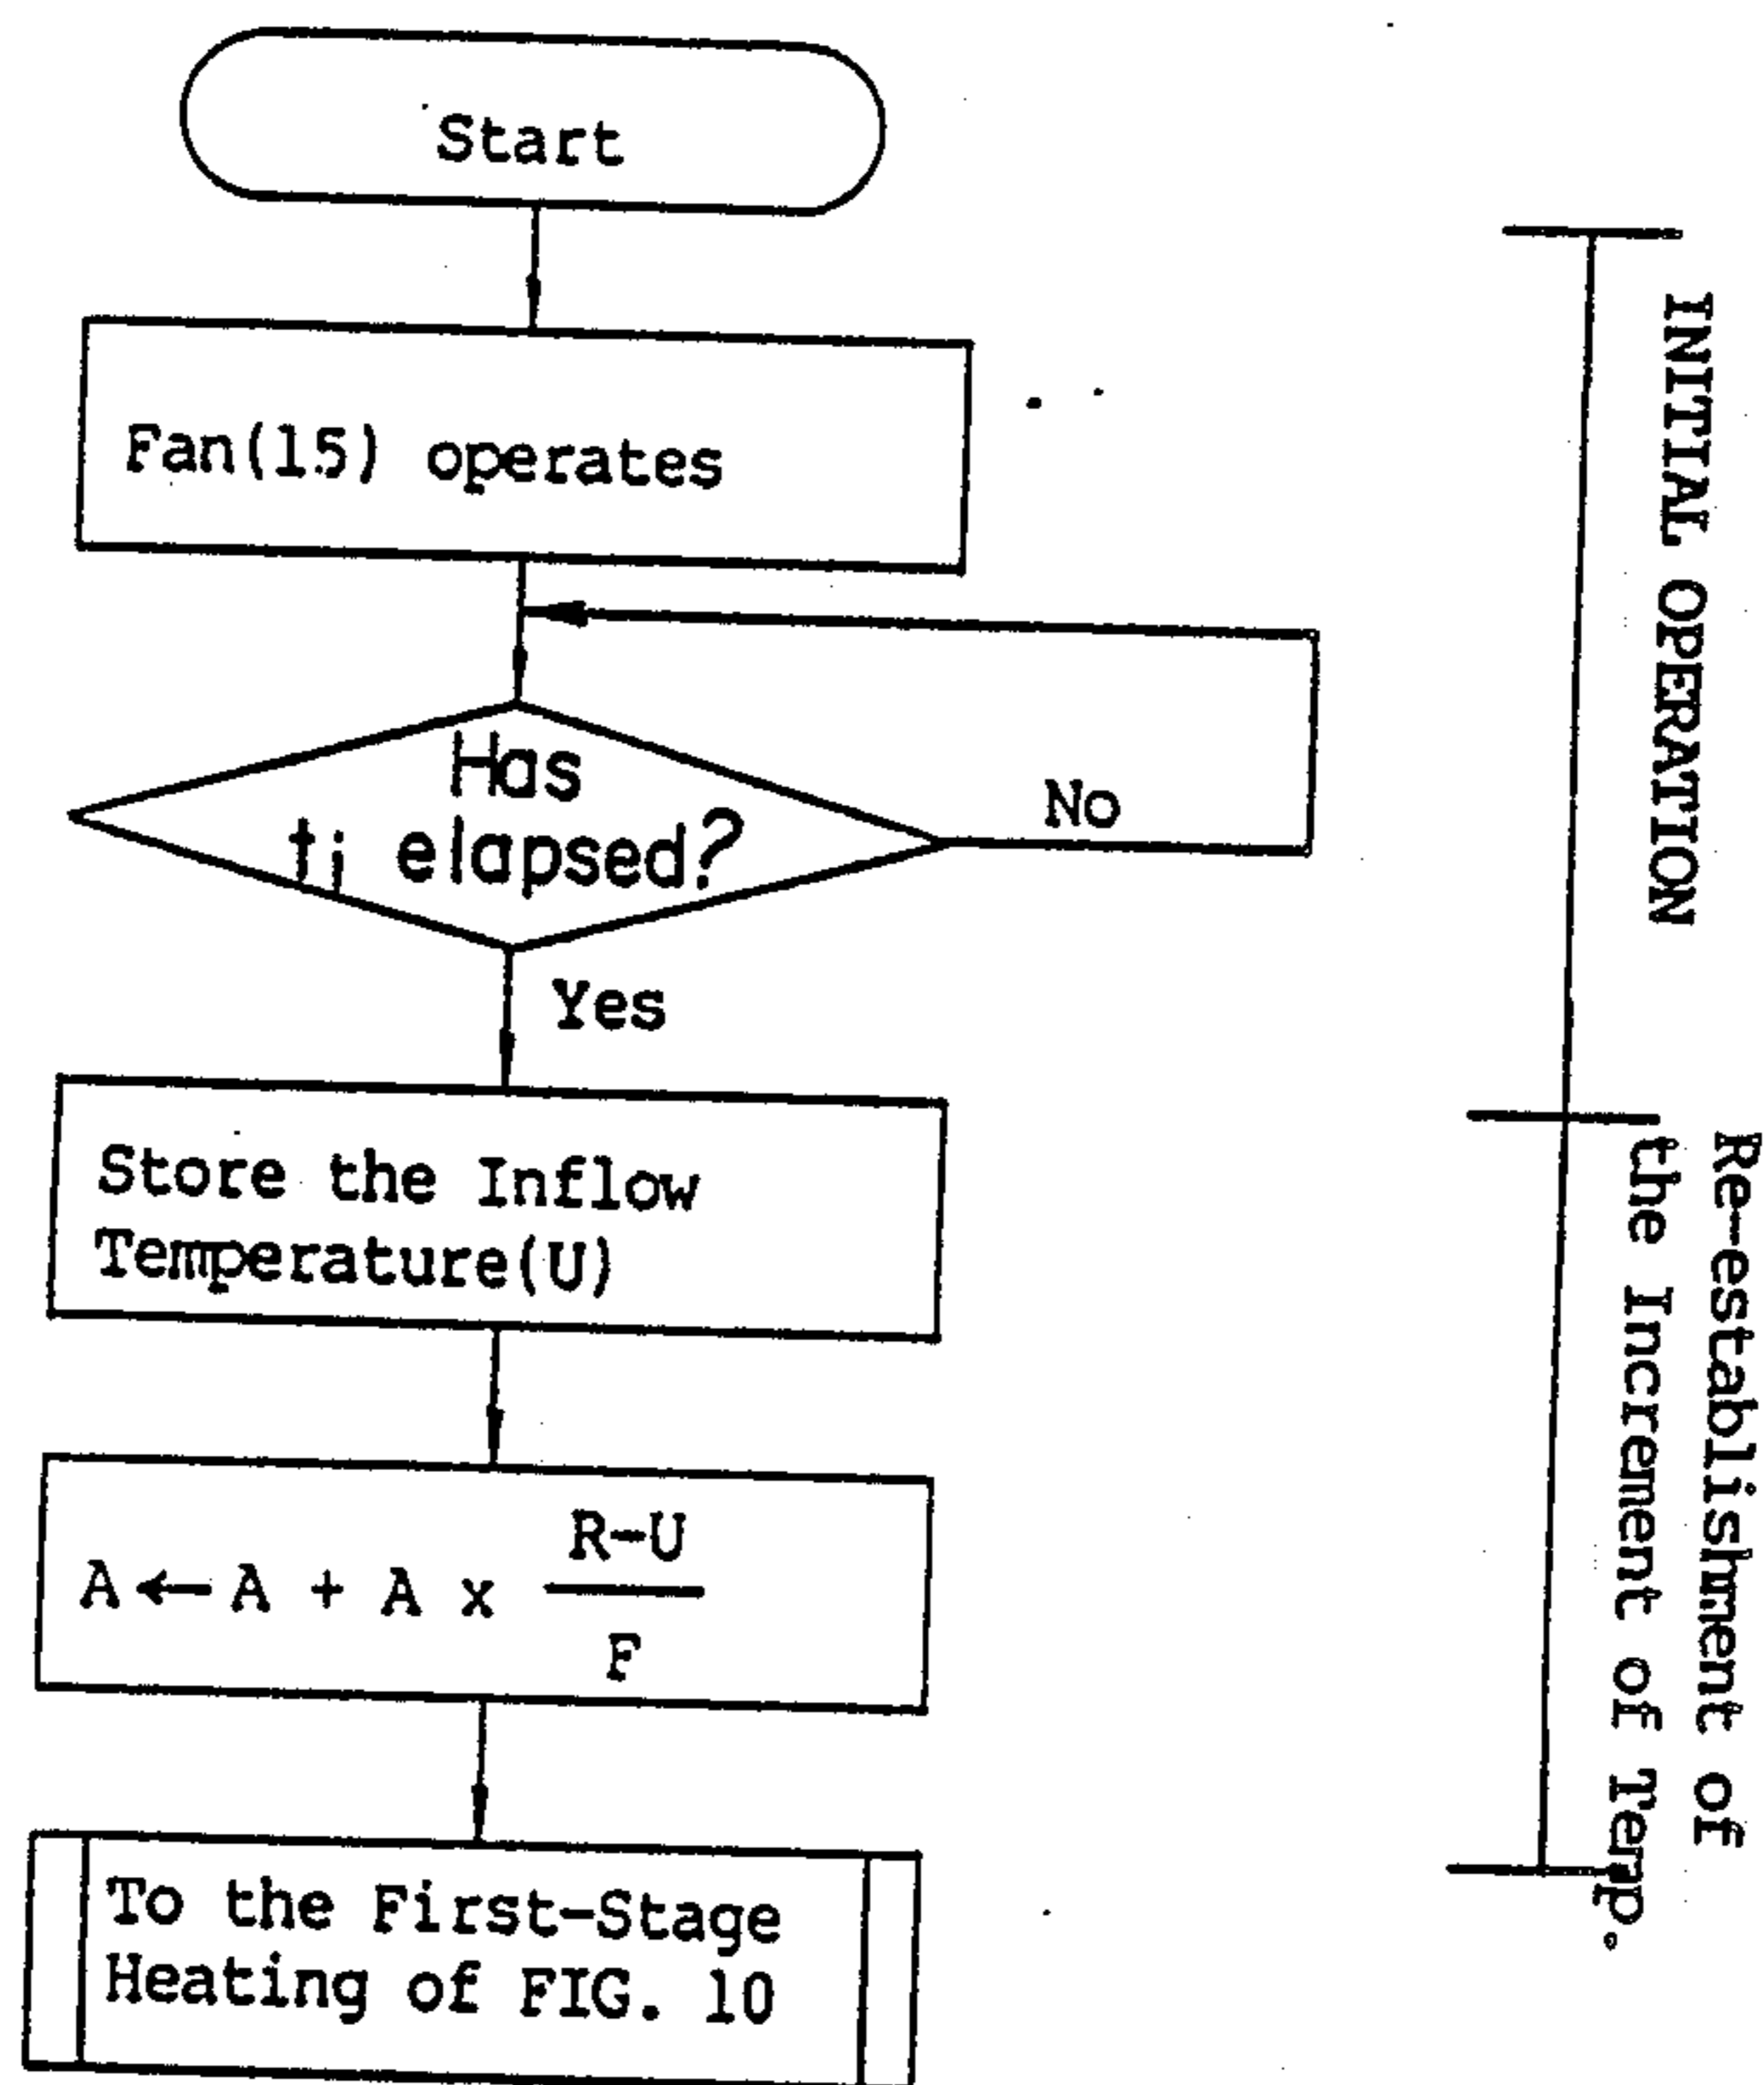 Start
Fan(15) operates
Has
ti elapsed?
No
Yes
Store the Inflow
Temperature(U)
A ← A + A x R-U
F
To the First-Stage
Heating of FIG. 10
INITIAL OPERATION
Re-establishment of
the Increment of Temp.